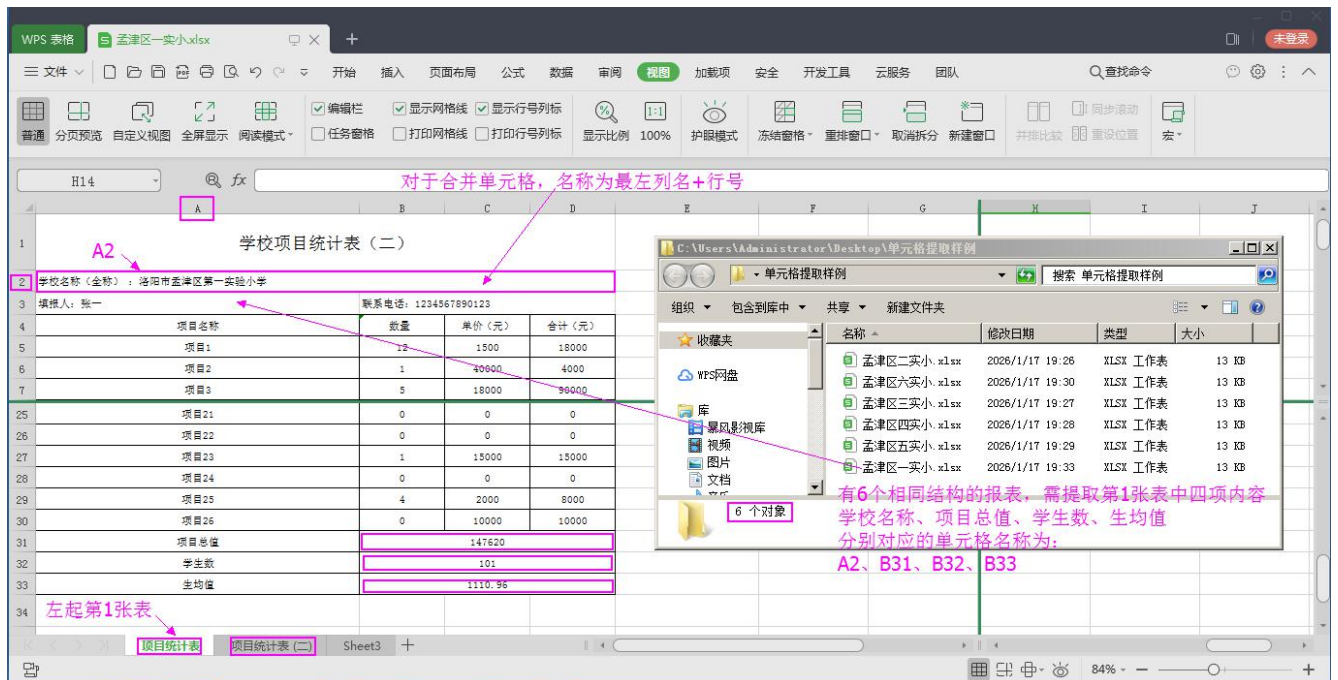 WPS 表格 孟津区一实小.xlsx 未登录
文件 开始 插入 页面布局 公式 数据 审阅 视图 加载项 安全 开发工具 云服务 团队 查找命令
编辑栏 显示网格线 显示行号列标
普通 分页预览 自定义视图 全屏显示 阅读模式 任务窗格 打印网格线 打印行号列标 显示比例 100% 护眼模式 冻结窗格 重排窗口 取消拆分 新建窗口 并排比较 同步滚动 重设位置 宏
H14 fx 对于合并单元格，名称为最左列名+行号
A B C D E F G H I J
1 学校项目统计表（二）
A2
2 学校名称（全称）：洛阳市孟津区第一实验小学
3 填报人：张一 联系电话：1234567890123
4 项目名称 数量 单价（元） 合计（元）
5 项目1 12 1500 18000
6 项目2 1 40000 4000
7 项目3 5 18000 90000
25 项目21 0 0 0
26 项目22 0 0 0
27 项目23 1 15000 15000
28 项目24 0 0 0
29 项目25 4 2000 8000
30 项目26 0 10000 10000
31 项目总值 147620
32 学生数 101
33 生均值 1110.96
34 左起第1张表
C:\Users\Administrator\Desktop\单元格提取样例
单元格提取样例 搜索 单元格提取样例
组织 包含到库中 共享 新建文件夹
收藏夹
WPS网盘
库
暴风影视库
视频
图片
文档
音乐
名称 修改日期 类型 大小
孟津区二实小.xlsx 2026/1/17 19:26 XLSX 工作表 13 KB
孟津区六实小.xlsx 2026/1/17 19:30 XLSX 工作表 13 KB
孟津区三实小.xlsx 2026/1/17 19:27 XLSX 工作表 13 KB
孟津区四实小.xlsx 2026/1/17 19:28 XLSX 工作表 13 KB
孟津区五实小.xlsx 2026/1/17 19:29 XLSX 工作表 13 KB
孟津区一实小.xlsx 2026/1/17 19:33 XLSX 工作表 13 KB
6 个对象
有6个相同结构的报表，需提取第1张表中四项内容
学校名称、项目总值、学生数、生均值
分别对应的单元格名称为：
A2、B31、B32、B33
项目统计表 项目统计表 (二) Sheet3
84%